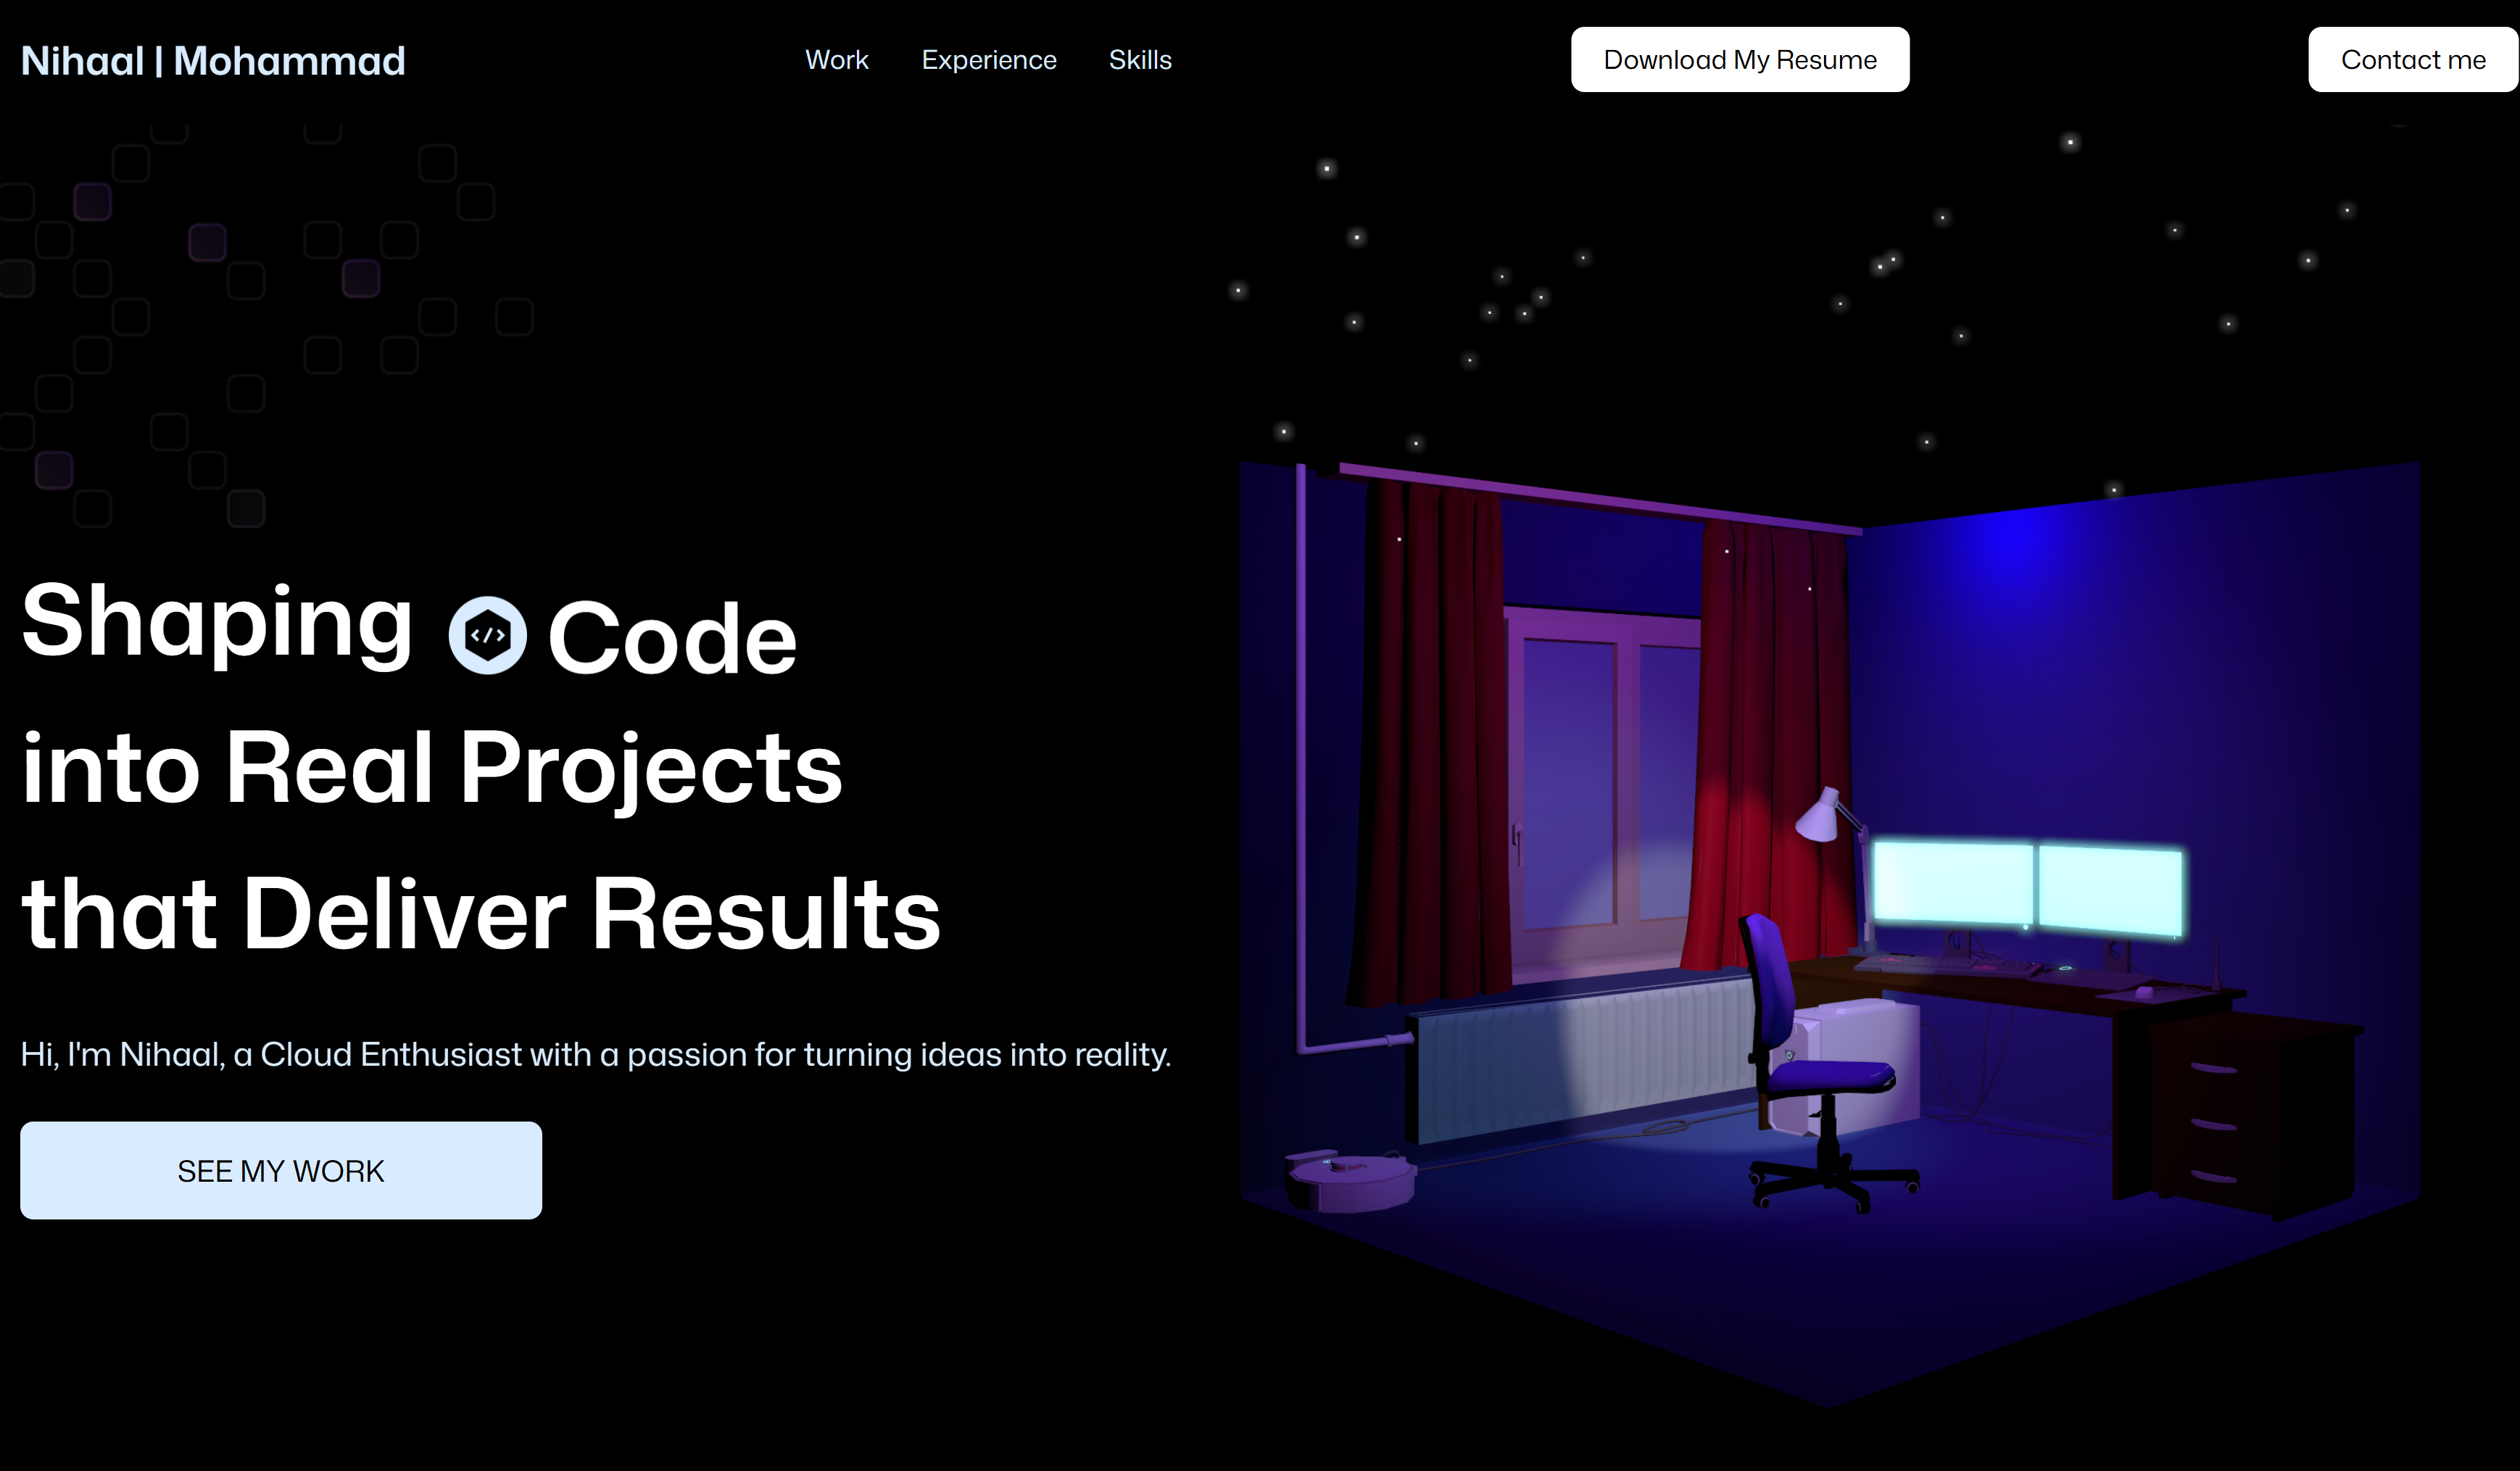 Nihaal | Mohammad
Work
Experience
Skills
Download My Resume
Contact me
Shaping </> Code
into Real Projects
that Deliver Results
Hi, I'm Nihaal, a Cloud Enthusiast with a passion for turning ideas into reality.
SEE MY WORK